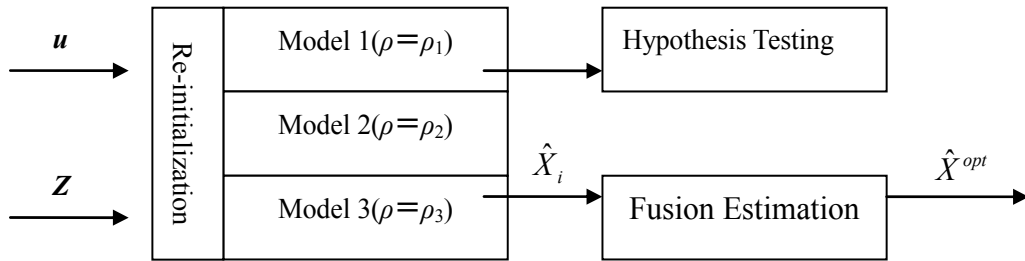 u
Z
Re-initialization
Model 1(ρ=ρ₁)
Model 2(ρ=ρ₂)
Model 3(ρ=ρ₃)
Hypothesis Testing
X̂ᵢ
Fusion Estimation
X̂ᵒᵖᵗ